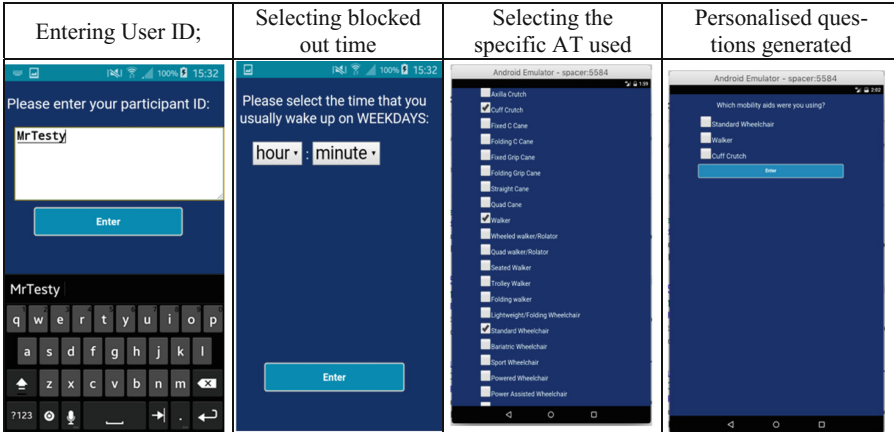 Entering User ID;
Selecting blocked
out time
Selecting the
specific AT used
Personalised ques-
tions generated
100% 15:32
Please enter your participant ID:
MrTesty
Enter
MrTesty
q w e r t y u i o p
a s d f g h j k l
z x c v b n m
?123 .
100% 15:32
Please select the time that you
usually wake up on WEEKDAYS:
hour : minute
Enter
Android Emulator - spacer:5584
Axilla Crutch
Cuff Crutch
Fixed C Cane
Folding C Cane
Fixed Grip Cane
Folding Grip Cane
Straight Cane
Quad Cane
Walker
Wheeled walker/Rolator
Quad walker/Rolator
Seated Walker
Trolley Walker
Folding walker
Lightweight/Folding Wheelchair
Standard Wheelchair
Bariatric Wheelchair
Sport Wheelchair
Powered Wheelchair
Power Assisted Wheelchair
Android Emulator - spacer:5584
2:02
Which mobility aids were you using?
Standard Wheelchair
Walker
Cuff Crutch
Enter